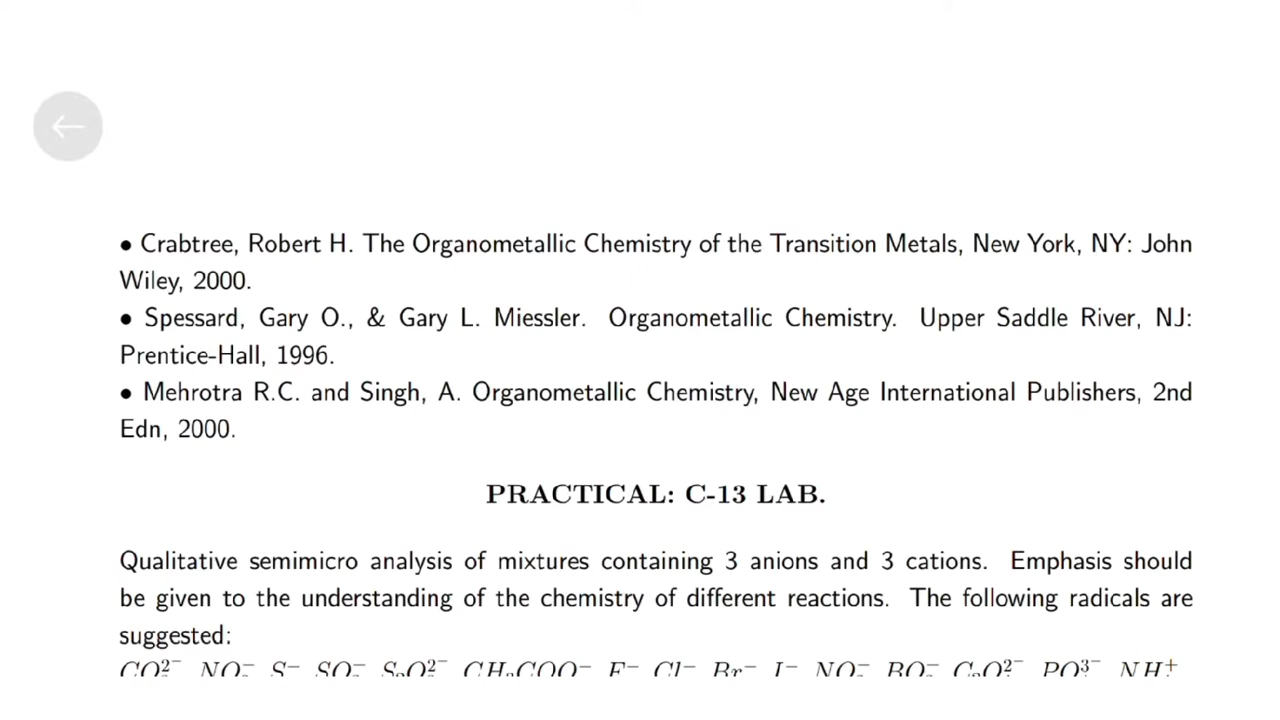 • Crabtree, Robert H. The Organometallic Chemistry of the Transition Metals, New York, NY: John
Wiley, 2000.
• Spessard, Gary O., & Gary L. Miessler. Organometallic Chemistry. Upper Saddle River, NJ:
Prentice-Hall, 1996.
• Mehrotra R.C. and Singh, A. Organometallic Chemistry, New Age International Publishers, 2nd
Edn, 2000.
PRACTICAL: C-13 LAB.
Qualitative semimicro analysis of mixtures containing 3 anions and 3 cations. Emphasis should
be given to the understanding of the chemistry of different reactions. The following radicals are
suggested:
S⁻ F⁻ Cl⁻ Br⁻ I⁻